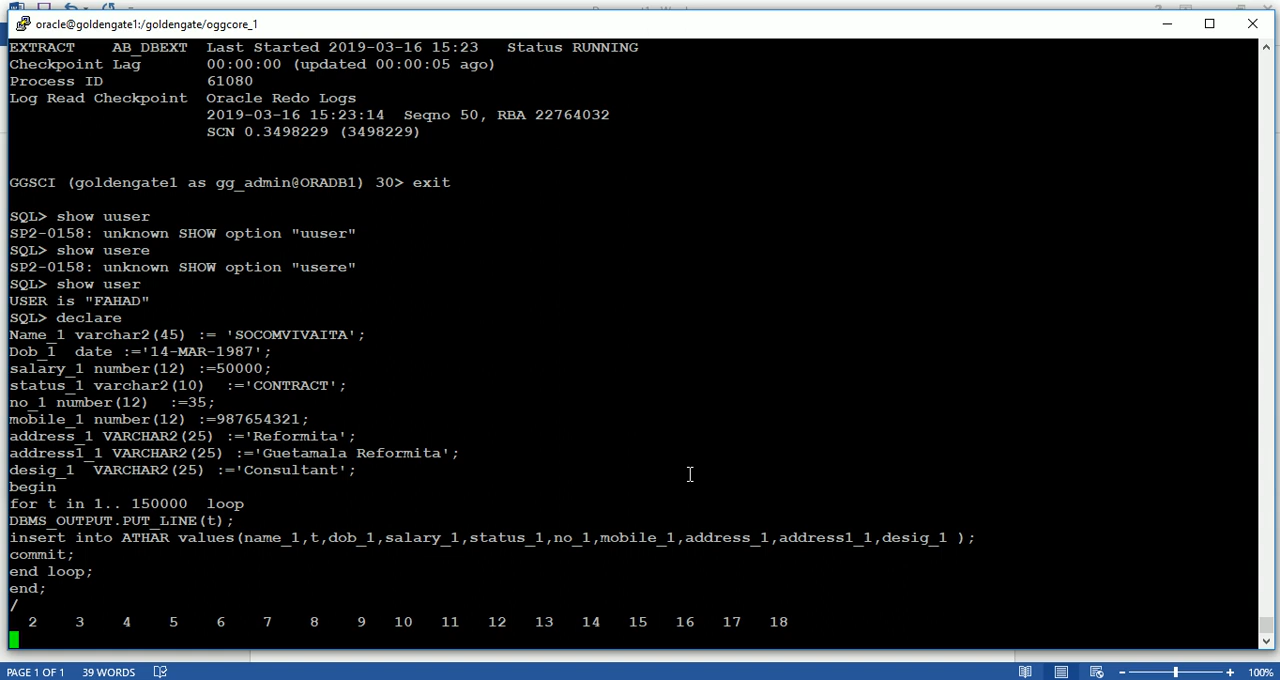 oracle@goldengate1:/goldengate/oggcore_1
EXTRACT    AB_DBEXT  Last Started 2019-03-16 15:23   Status RUNNING
Checkpoint Lag       00:00:00 (updated 00:00:05 ago)
Process ID           61080
Log Read Checkpoint  Oracle Redo Logs
                     2019-03-16 15:23:14  Seqno 50, RBA 22764032
                     SCN 0.3498229 (3498229)
GGSCI (goldengate1 as gg_admin@ORADB1) 30> exit
SQL> show uuser
SP2-0158: unknown SHOW option "uuser"
SQL> show usere
SP2-0158: unknown SHOW option "usere"
SQL> show user
USER is "FAHAD"
SQL> declare
Name_1 varchar2(45) := 'SOCOMVIVAITA';
Dob_1  date :='14-MAR-1987';
salary_1 number(12) :=50000;
status_1 varchar2(10)  :='CONTRACT';
no_1 number(12)  :=35;
mobile_1 number(12) :=987654321;
address_1 VARCHAR2(25) :='Reformita';
address1_1 VARCHAR2(25) :='Guetamala Reformita';
desig_1  VARCHAR2(25) :='Consultant';
begin
for t in 1.. 150000  loop
DBMS_OUTPUT.PUT_LINE(t);
insert into ATHAR values(name_1,t,dob_1,salary_1,status_1,no_1,mobile_1,address_1,address1_1,desig_1 );
commit;
end loop;
end;
/
  2    3    4    5    6    7    8    9   10   11   12   13   14   15   16   17   18
PAGE 1 OF 1   39 WORDS   100%